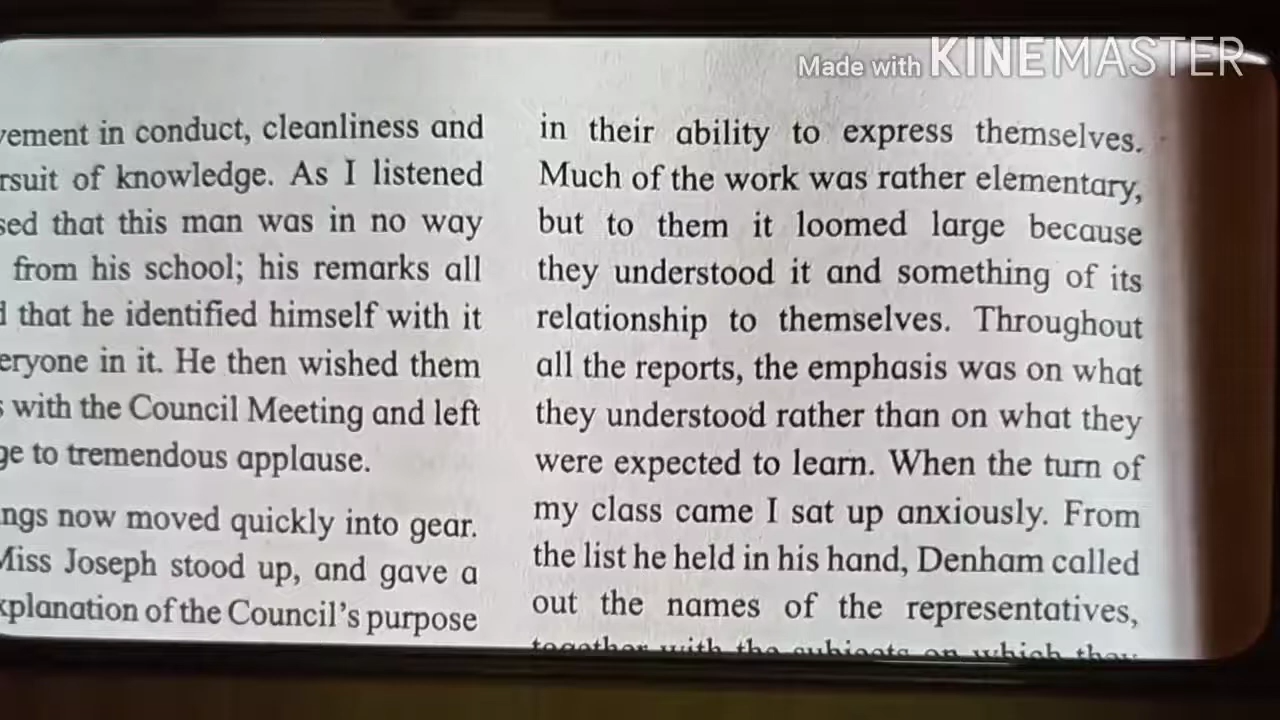 Made with KINEMASTER
in conduct, cleanliness and
of knowledge. As I listened
that this man was in no way
from his school; his remarks all
that he identified himself with it
in it. He then wished them
with the Council Meeting and left
to tremendous applause.
now moved quickly into gear.
Miss Joseph stood up, and gave a
of the Council's purpose
in their ability to express themselves.
Much of the work was rather elementary,
but to them it loomed large because
they understood it and something of its
relationship to themselves. Throughout
all the reports, the emphasis was on what
they understood rather than on what they
were expected to learn. When the turn of
my class came I sat up anxiously. From
the list he held in his hand, Denham called
out the names of the representatives,
together with the subjects on which they